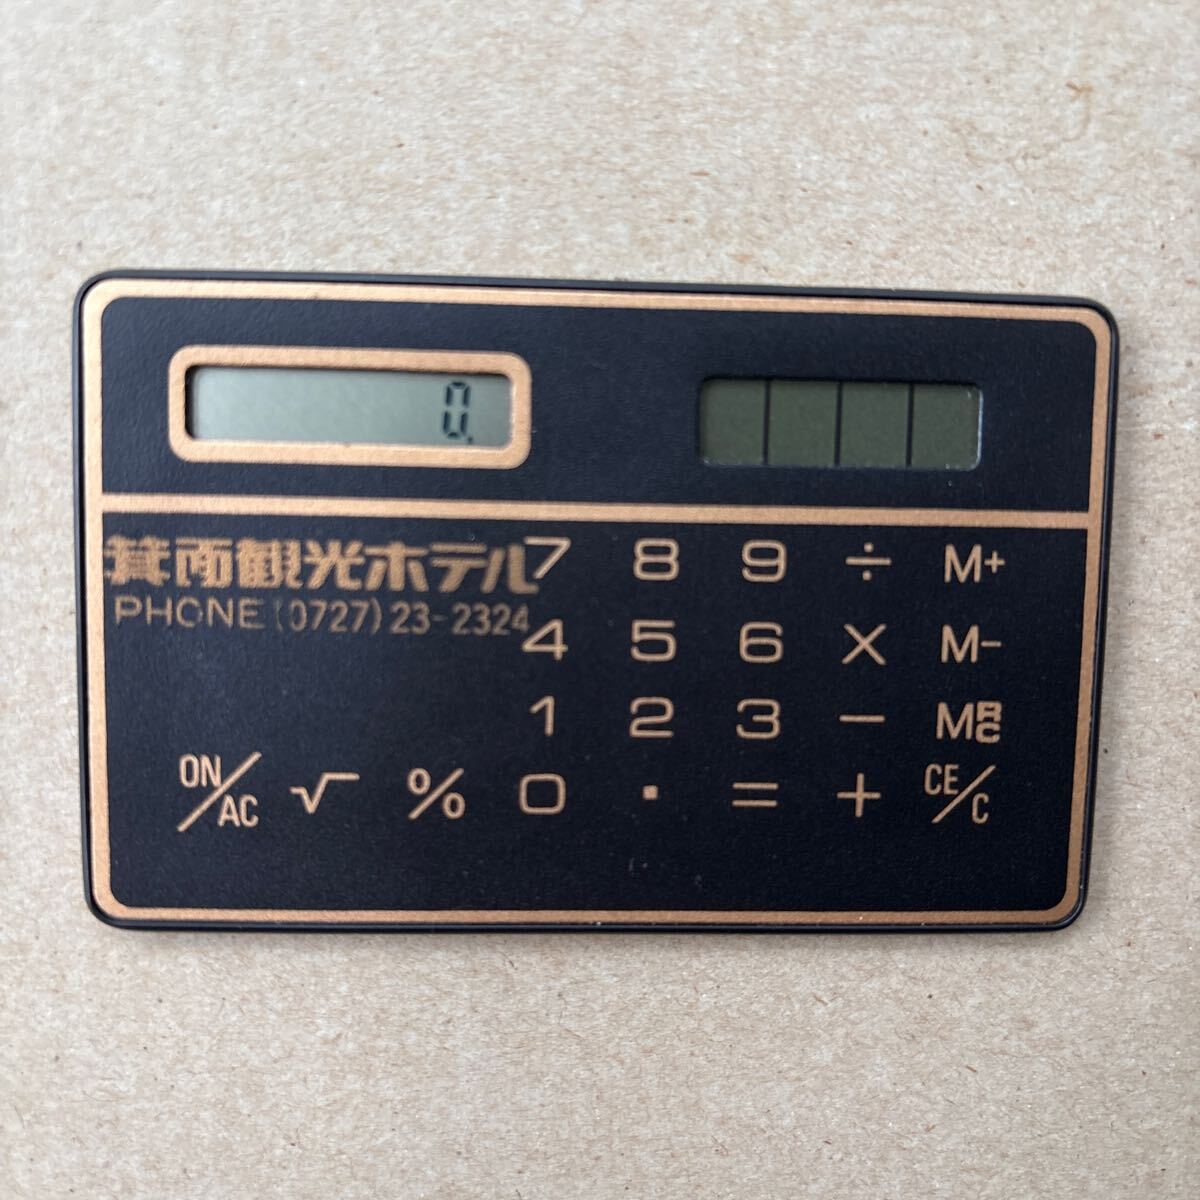 0.
箕面観光ホテル
PHONE (0727) 23-2324
7 8 9 ÷ M+
4 5 6 × M−
1 2 3 − MRC
ON/AC √ % 0 . = + CE/C